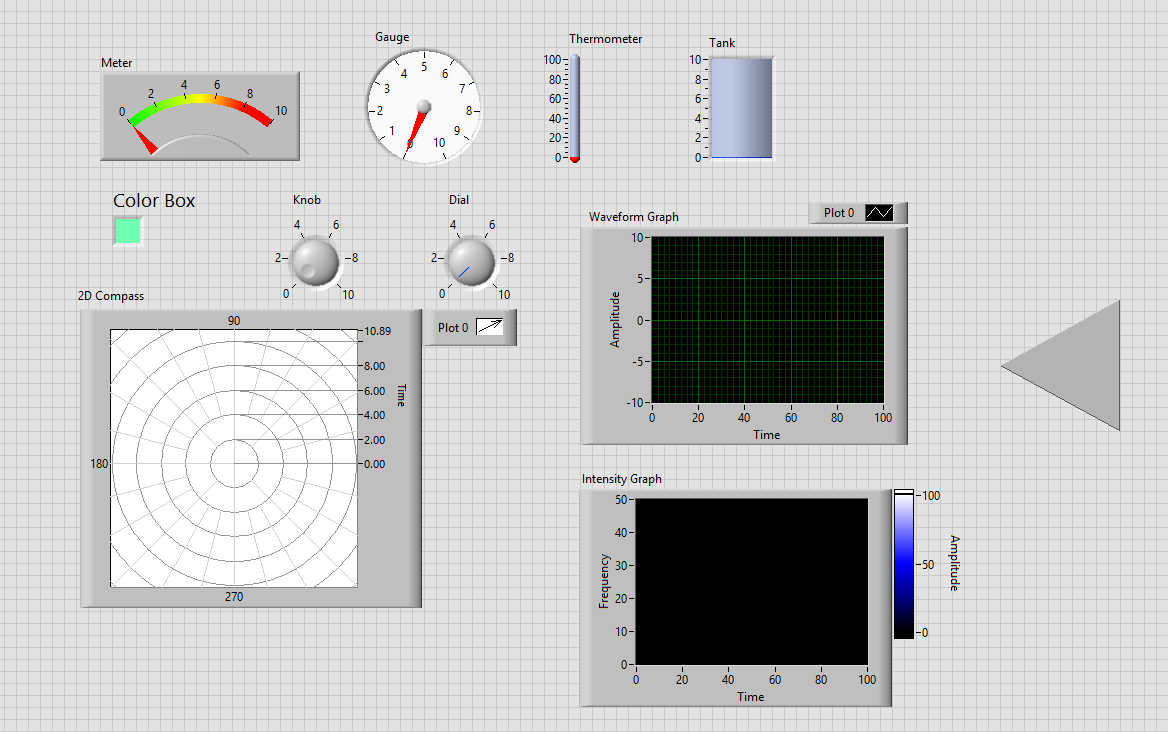 Meter
0 2 4 6 8 10
Gauge
0 1 2 3 4 5 6 7 8 9 10
Thermometer
100
80
60
40
20
0
Tank
10
8
6
4
2
0
Color Box
Knob
0 2 4 6 8 10
Dial
0 2 4 6 8 10
2D Compass
90
180
270
10.89
8.00
6.00
4.00
2.00
0.00
Time
Plot 0
Waveform Graph
Plot 0
Amplitude
10
5
0
-5
-10
0 20 40 60 80 100
Time
Intensity Graph
Frequency
50
40
30
20
10
0
0 20 40 60 80 100
Time
100
50
0
Amplitude